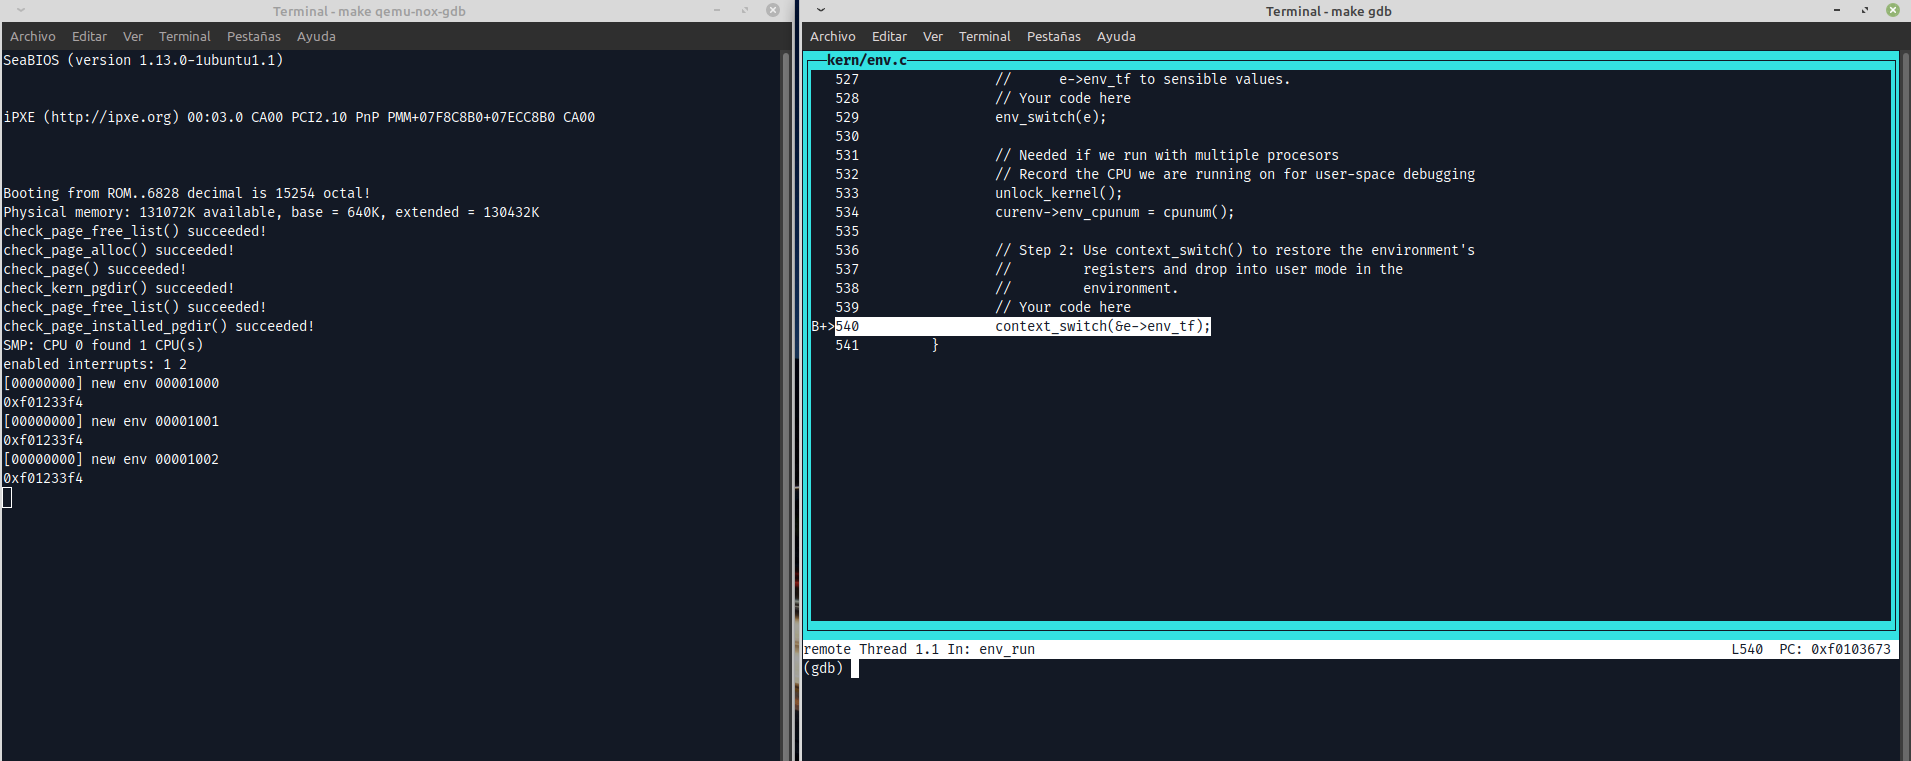 Terminal - make qemu-nox-gdb
Archivo Editar Ver Terminal Pestañas Ayuda
SeaBIOS (version 1.13.0-1ubuntu1.1)
iPXE (http://ipxe.org) 00:03.0 CA00 PCI2.10 PnP PMM+07F8C8B0+07ECC8B0 CA00
Booting from ROM..6828 decimal is 15254 octal!
Physical memory: 131072K available, base = 640K, extended = 130432K
check_page_free_list() succeeded!
check_page_alloc() succeeded!
check_page() succeeded!
check_kern_pgdir() succeeded!
check_page_free_list() succeeded!
check_page_installed_pgdir() succeeded!
SMP: CPU 0 found 1 CPU(s)
enabled interrupts: 1 2
[00000000] new env 00001000
0xf01233f4
[00000000] new env 00001001
0xf01233f4
[00000000] new env 00001002
0xf01233f4
Terminal - make gdb
Archivo Editar Ver Terminal Pestañas Ayuda
kern/env.c
527 // e->env_tf to sensible values.
528 // Your code here
529 env_switch(e);
530
531 // Needed if we run with multiple procesors
532 // Record the CPU we are running on for user-space debugging
533 unlock_kernel();
534 curenv->env_cpunum = cpunum();
535
536 // Step 2: Use context_switch() to restore the environment's
537 // registers and drop into user mode in the
538 // environment.
539 // Your code here
B+>540 context_switch(&e->env_tf);
541 }
remote Thread 1.1 In: env_run L540 PC: 0xf0103673
(gdb)